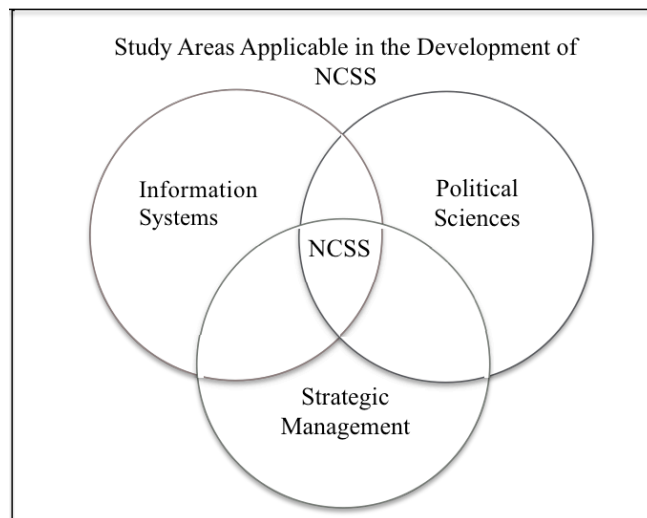 Study Areas Applicable in the Development of
NCSS
Information
Systems
Political
Sciences
NCSS
Strategic
Management